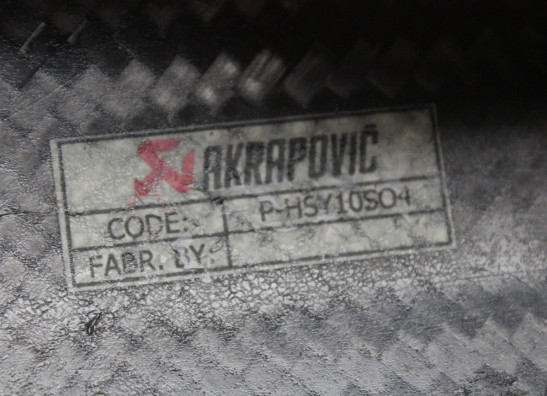 AKRAPOVIČ
CODE: P-HSY10SO4
FABR. BY: